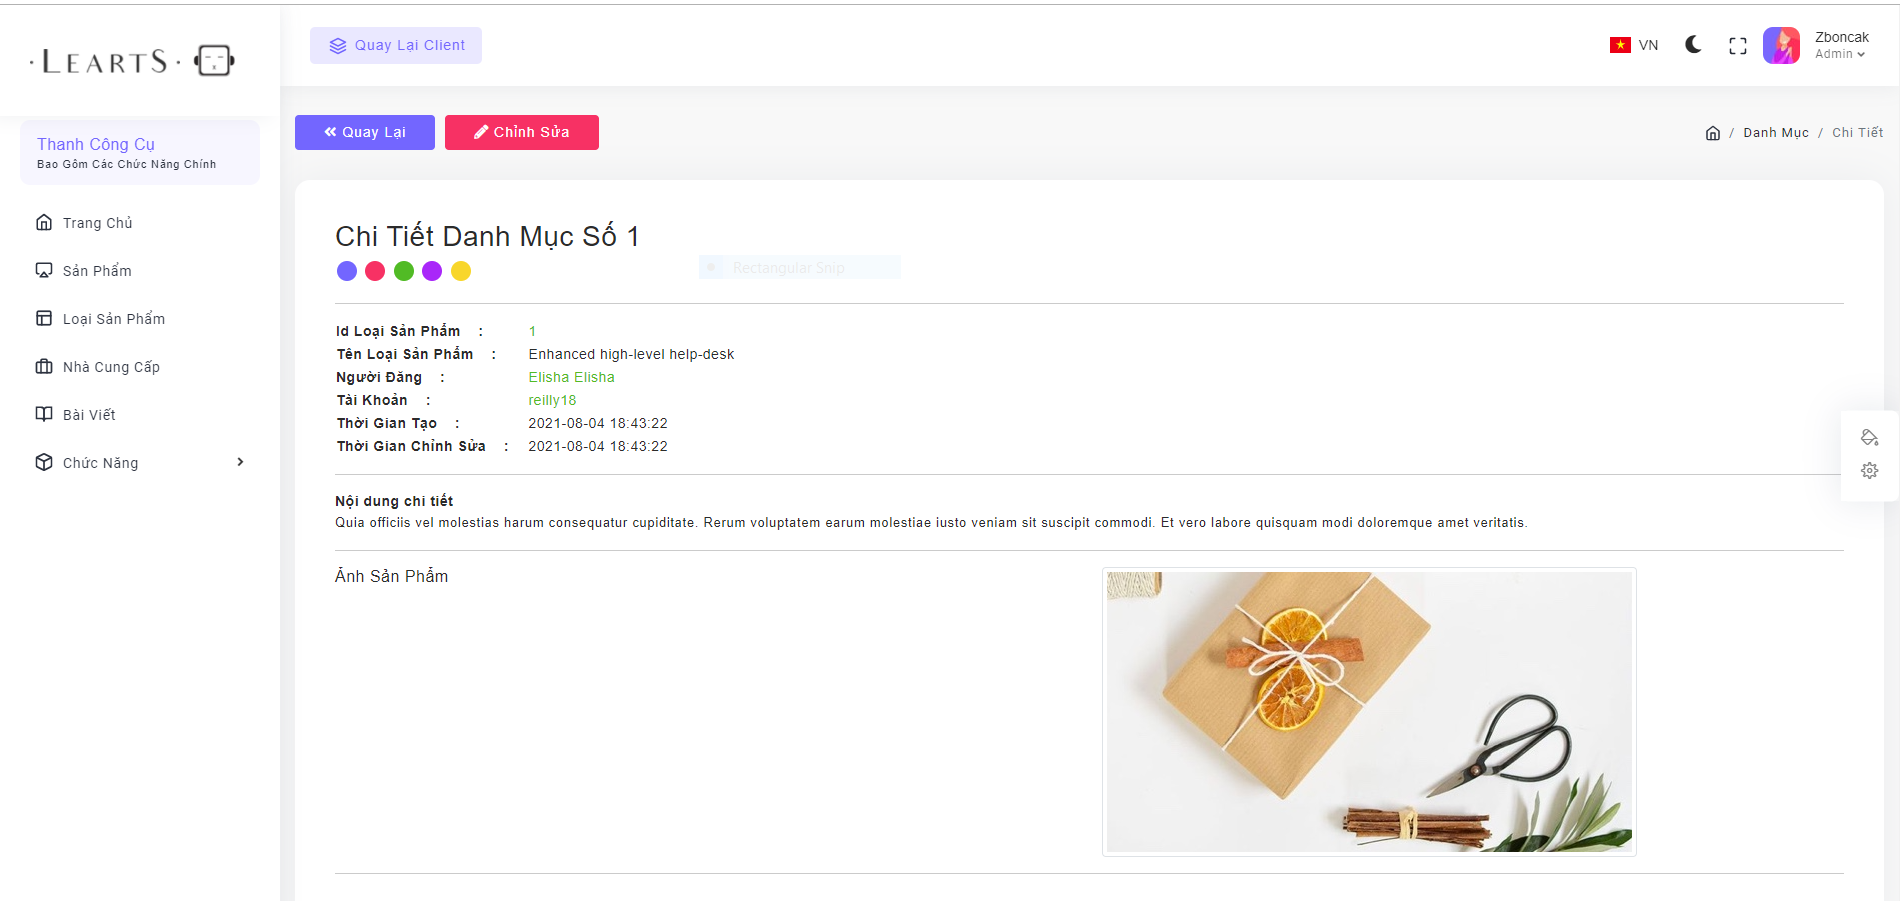 · LEARTS ·
Quay Lại Client
VN
Zboncak
Admin
Thanh Công Cụ
Bao Gồm Các Chức Năng Chính
Quay Lại
Chỉnh Sửa
/ Danh Mục / Chi Tiết
Trang Chủ
Sản Phẩm
Loại Sản Phẩm
Nhà Cung Cấp
Bài Viết
Chức Năng
Chi Tiết Danh Mục Số 1
Rectangular Snip
Id Loại Sản Phẩm : 1
Tên Loại Sản Phẩm : Enhanced high-level help-desk
Người Đăng : Elisha Elisha
Tài Khoản : reilly18
Thời Gian Tạo : 2021-08-04 18:43:22
Thời Gian Chỉnh Sửa : 2021-08-04 18:43:22
Nội dung chi tiết
Quia officiis vel molestias harum consequatur cupiditate. Rerum voluptatem earum molestiae iusto veniam sit suscipit commodi. Et vero labore quisquam modi doloremque amet veritatis.
Ảnh Sản Phẩm